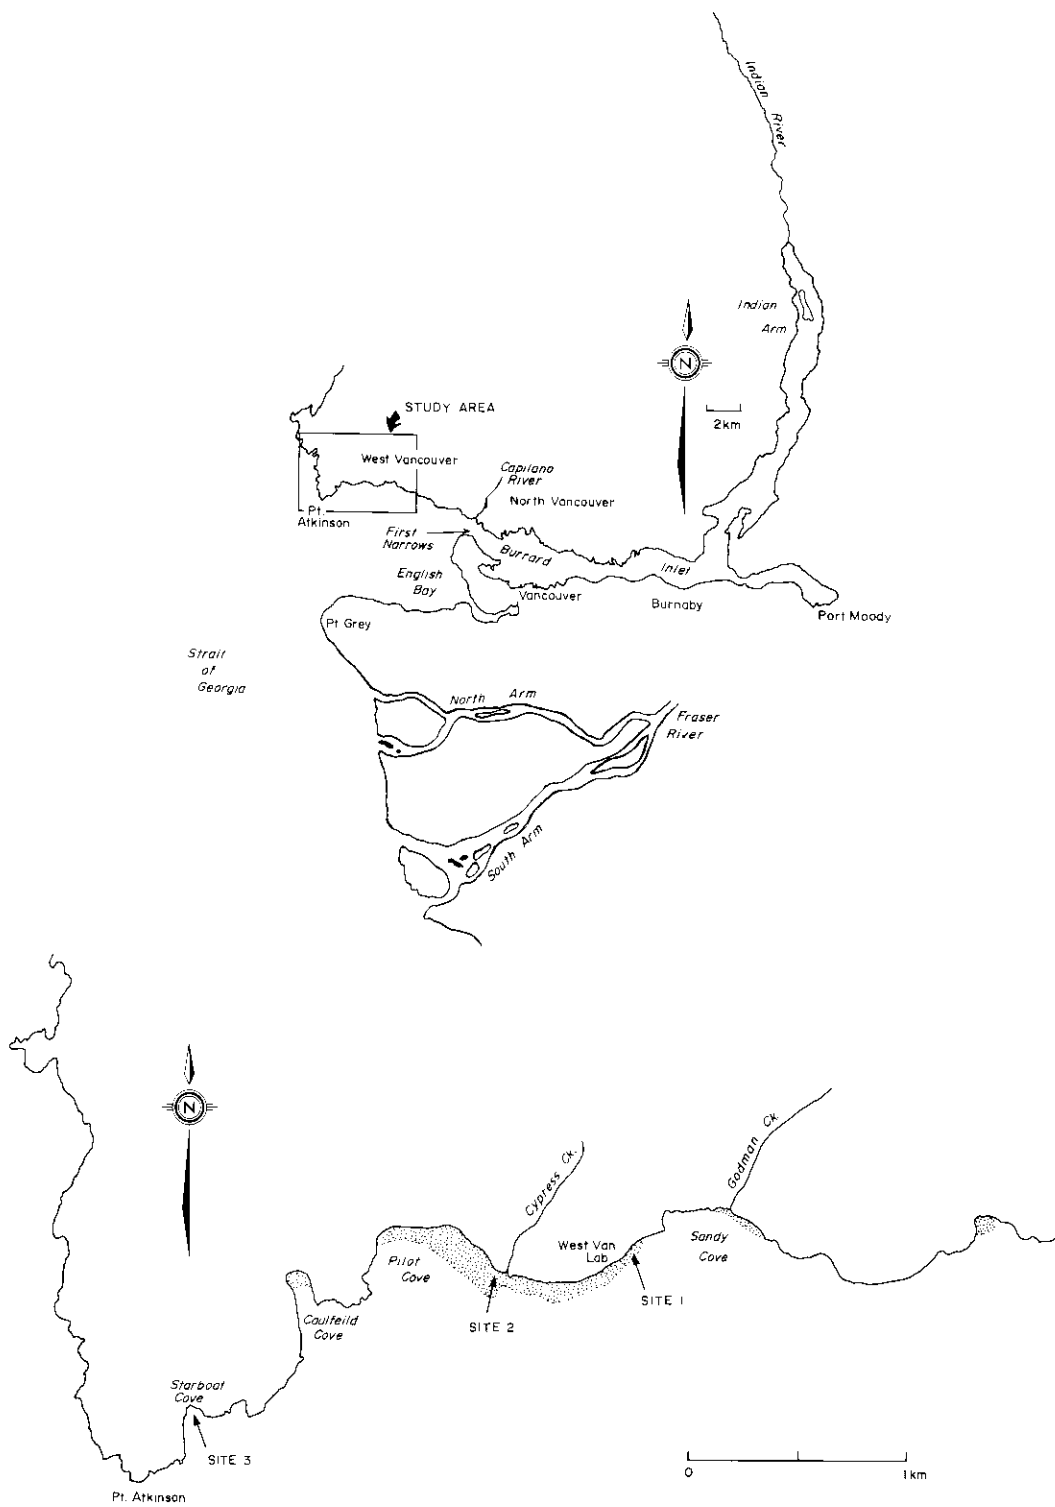 Indian River
Indian
Arm
N
2km
STUDY AREA
West Vancouver
Capilano
River
North Vancouver
Pt.
Atkinson
First
Narrows
Burrard
Inlet
English
Bay
Vancouver
Burnaby
Port Moody
Pt Grey
Strait
of
Georgia
North Arm
Fraser
River
South Arm
N
Godman Ck.
Cypress Ck.
West Van
Lab
Sandy
Cove
Pilot
Cove
SITE 1
SITE 2
Caulfeild
Cove
Starboat
Cove
SITE 3
0 1km
Pt. Atkinson